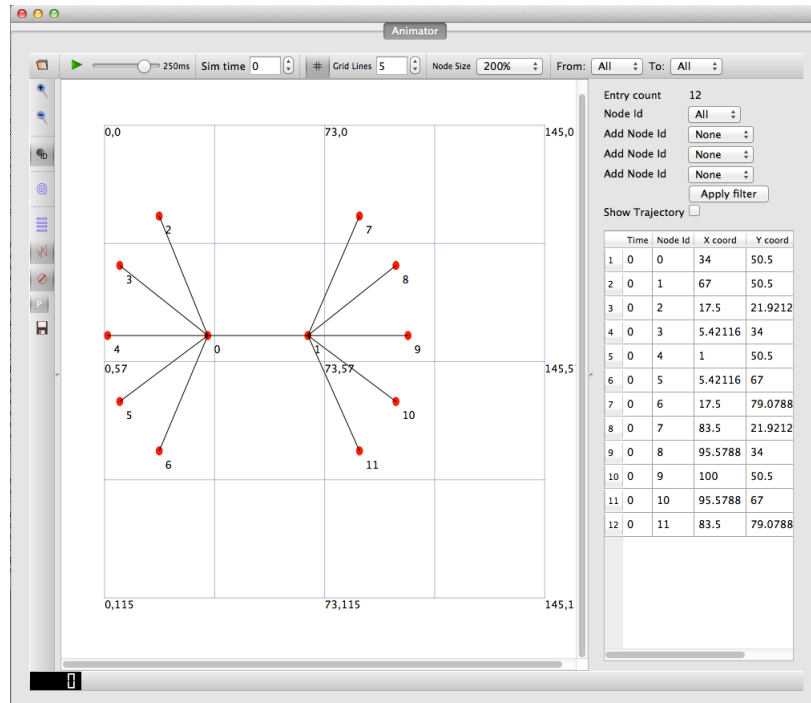 Animator
250ms Sim time 0 # Grid Lines 5 Node Size 200% From: All To: All
Entry count 12
Node Id All
Add Node Id None
Add Node Id None
Add Node Id None
Apply filter
Show Trajectory
ID
P
0,0 73,0 145,0
2 7
3 8
4 0 1 9
0,57 73,57 145,57
5 10
6 11
0,115 73,115 145,1
Time Node Id X coord Y coord
1 0 0 34 50.5
2 0 1 67 50.5
3 0 2 17.5 21.9212
4 0 3 5.42116 34
5 0 4 1 50.5
6 0 5 5.42116 67
7 0 6 17.5 79.0788
8 0 7 83.5 21.9212
9 0 8 95.5788 34
10 0 9 100 50.5
11 0 10 95.5788 67
12 0 11 83.5 79.0788
0